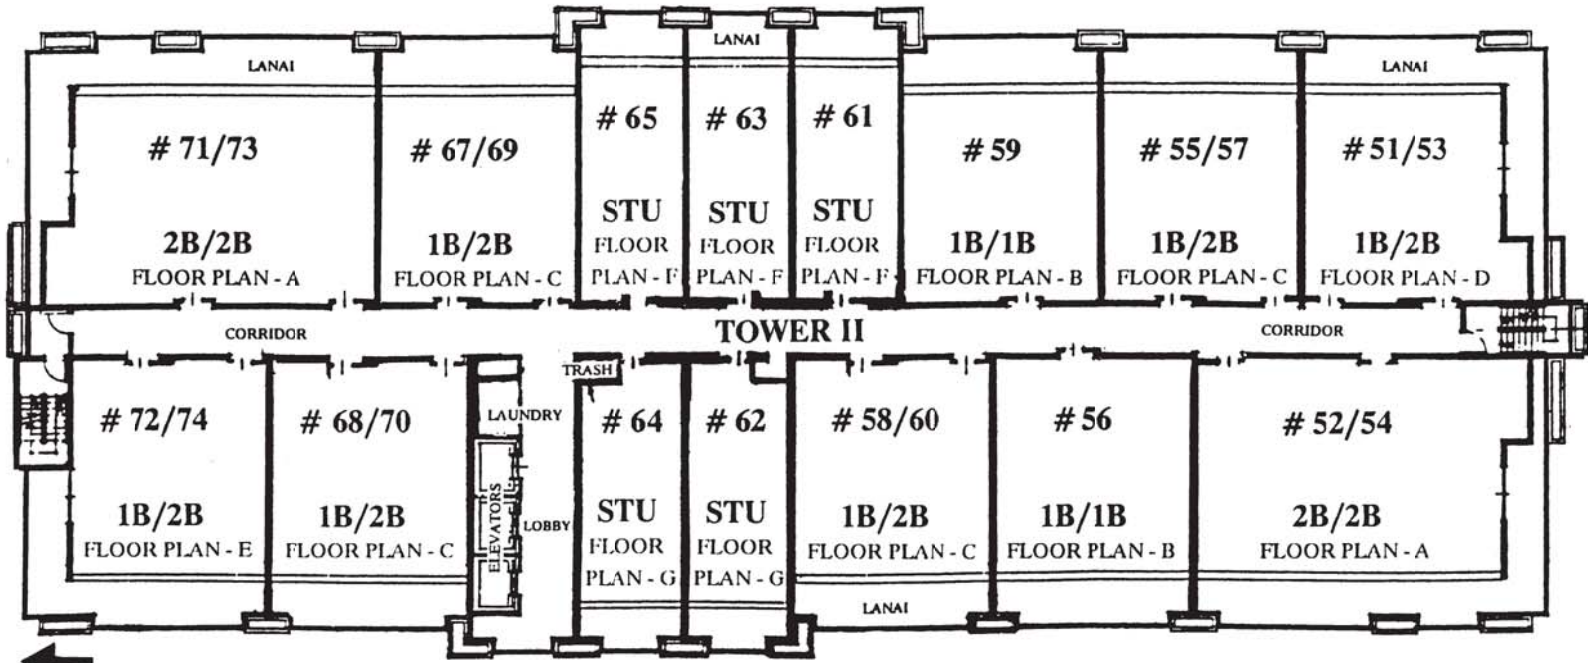 LANAI
# 71/73
2B/2B
FLOOR PLAN - A
# 67/69
1B/2B
FLOOR PLAN - C
# 65
STU
FLOOR
PLAN - F
LANAI
# 63
STU
FLOOR
PLAN - F
# 61
STU
FLOOR
PLAN - F
# 59
1B/1B
FLOOR PLAN - B
# 55/57
1B/2B
FLOOR PLAN - C
LANAI
# 51/53
1B/2B
FLOOR PLAN - D
CORRIDOR
TOWER II
CORRIDOR
# 72/74
1B/2B
FLOOR PLAN - E
# 68/70
1B/2B
FLOOR PLAN - C
LAUNDRY
ELEVATORS
LOBBY
TRASH
# 64
STU
FLOOR
PLAN - G
# 62
STU
FLOOR
PLAN - G
# 58/60
1B/2B
FLOOR PLAN - C
LANAI
# 56
1B/1B
FLOOR PLAN - B
# 52/54
2B/2B
FLOOR PLAN - A